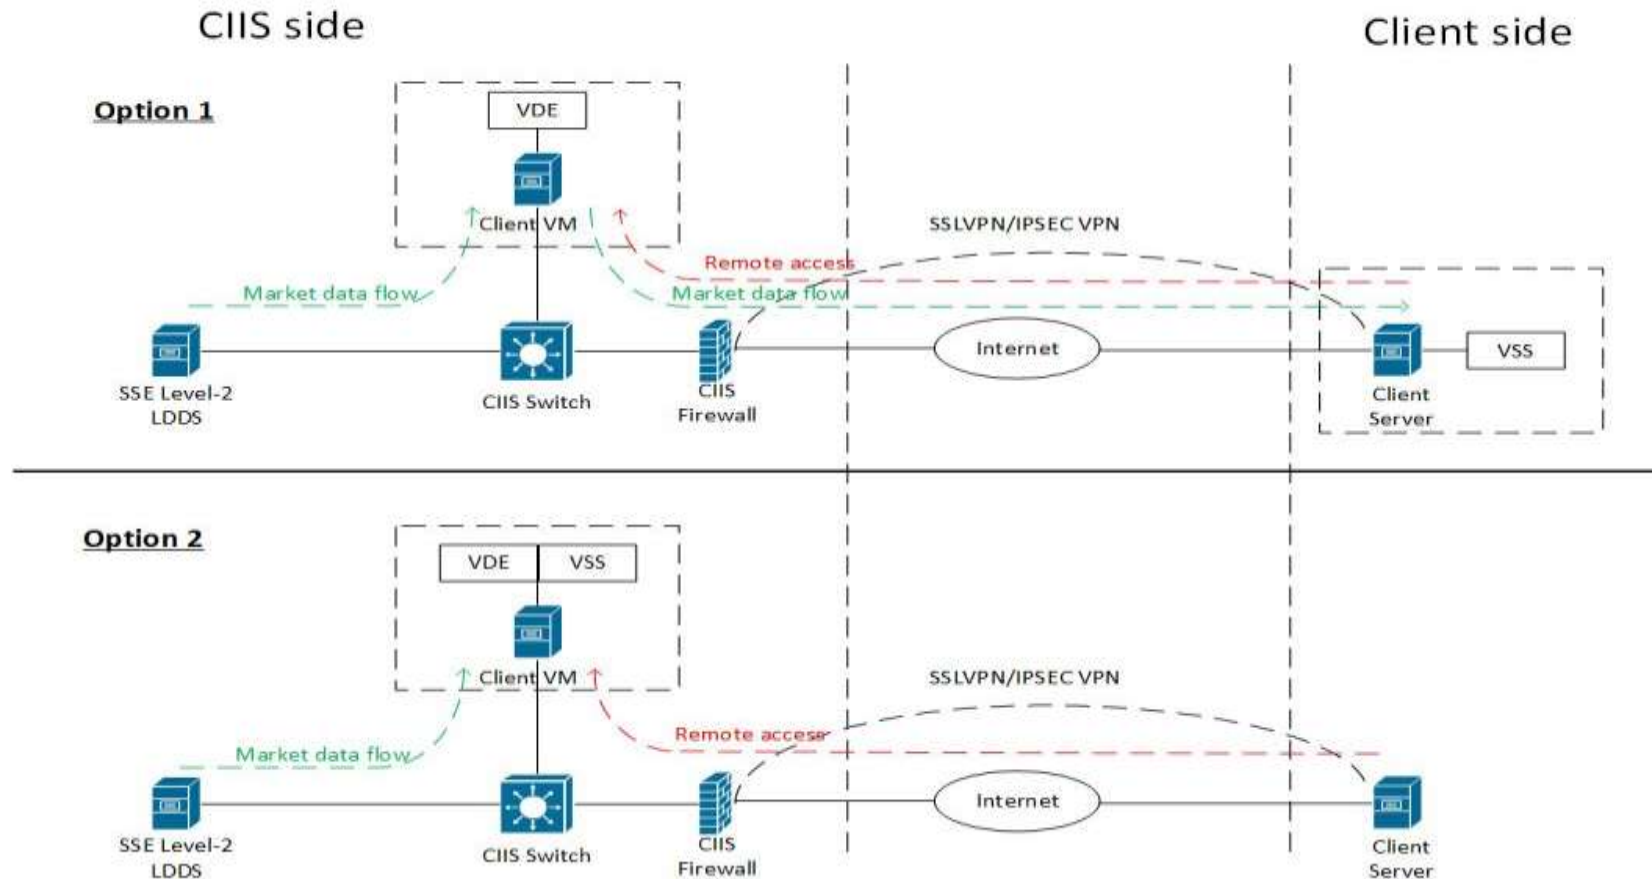 CIIS side
Client side
Option 1
VDE
Client VM
SSLVPN/IPSEC VPN
Remote access
Market data flow
Market data flow
Internet
VSS
SSE Level-2
LDDS
CIIS Switch
CIIS
Firewall
Client
Server
Option 2
VDE
VSS
Client VM
SSLVPN/IPSEC VPN
Remote access
Market data flow
Internet
SSE Level-2
LDDS
CIIS Switch
CIIS
Firewall
Client
Server